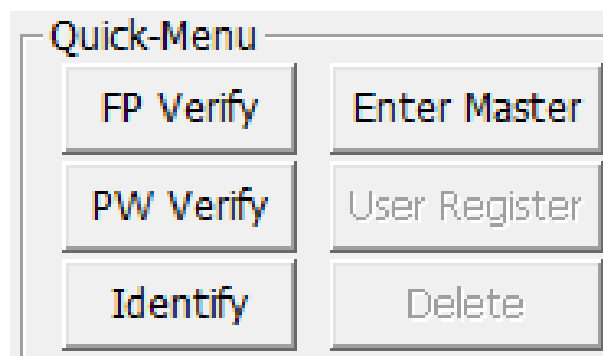 Quick-Menu
FP Verify Enter Master
PW Verify User Register
Identify Delete